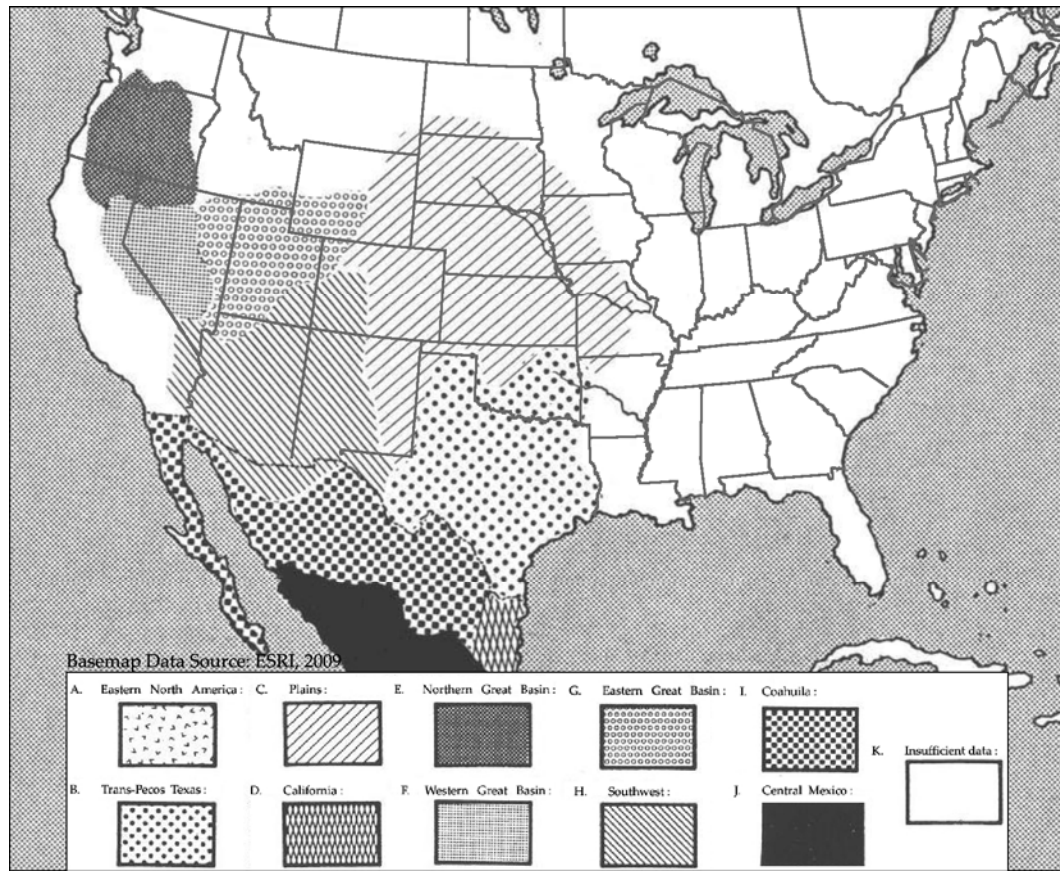 Basemap Data Source: ESRI, 2009
A. Eastern North America : C. Plains : E. Northern Great Basin : G. Eastern Great Basin : I. Coahuila :
K. Insufficient data :
B. Trans-Pecos Texas : D. California : F. Western Great Basin : H. Southwest : J. Central Mexico :